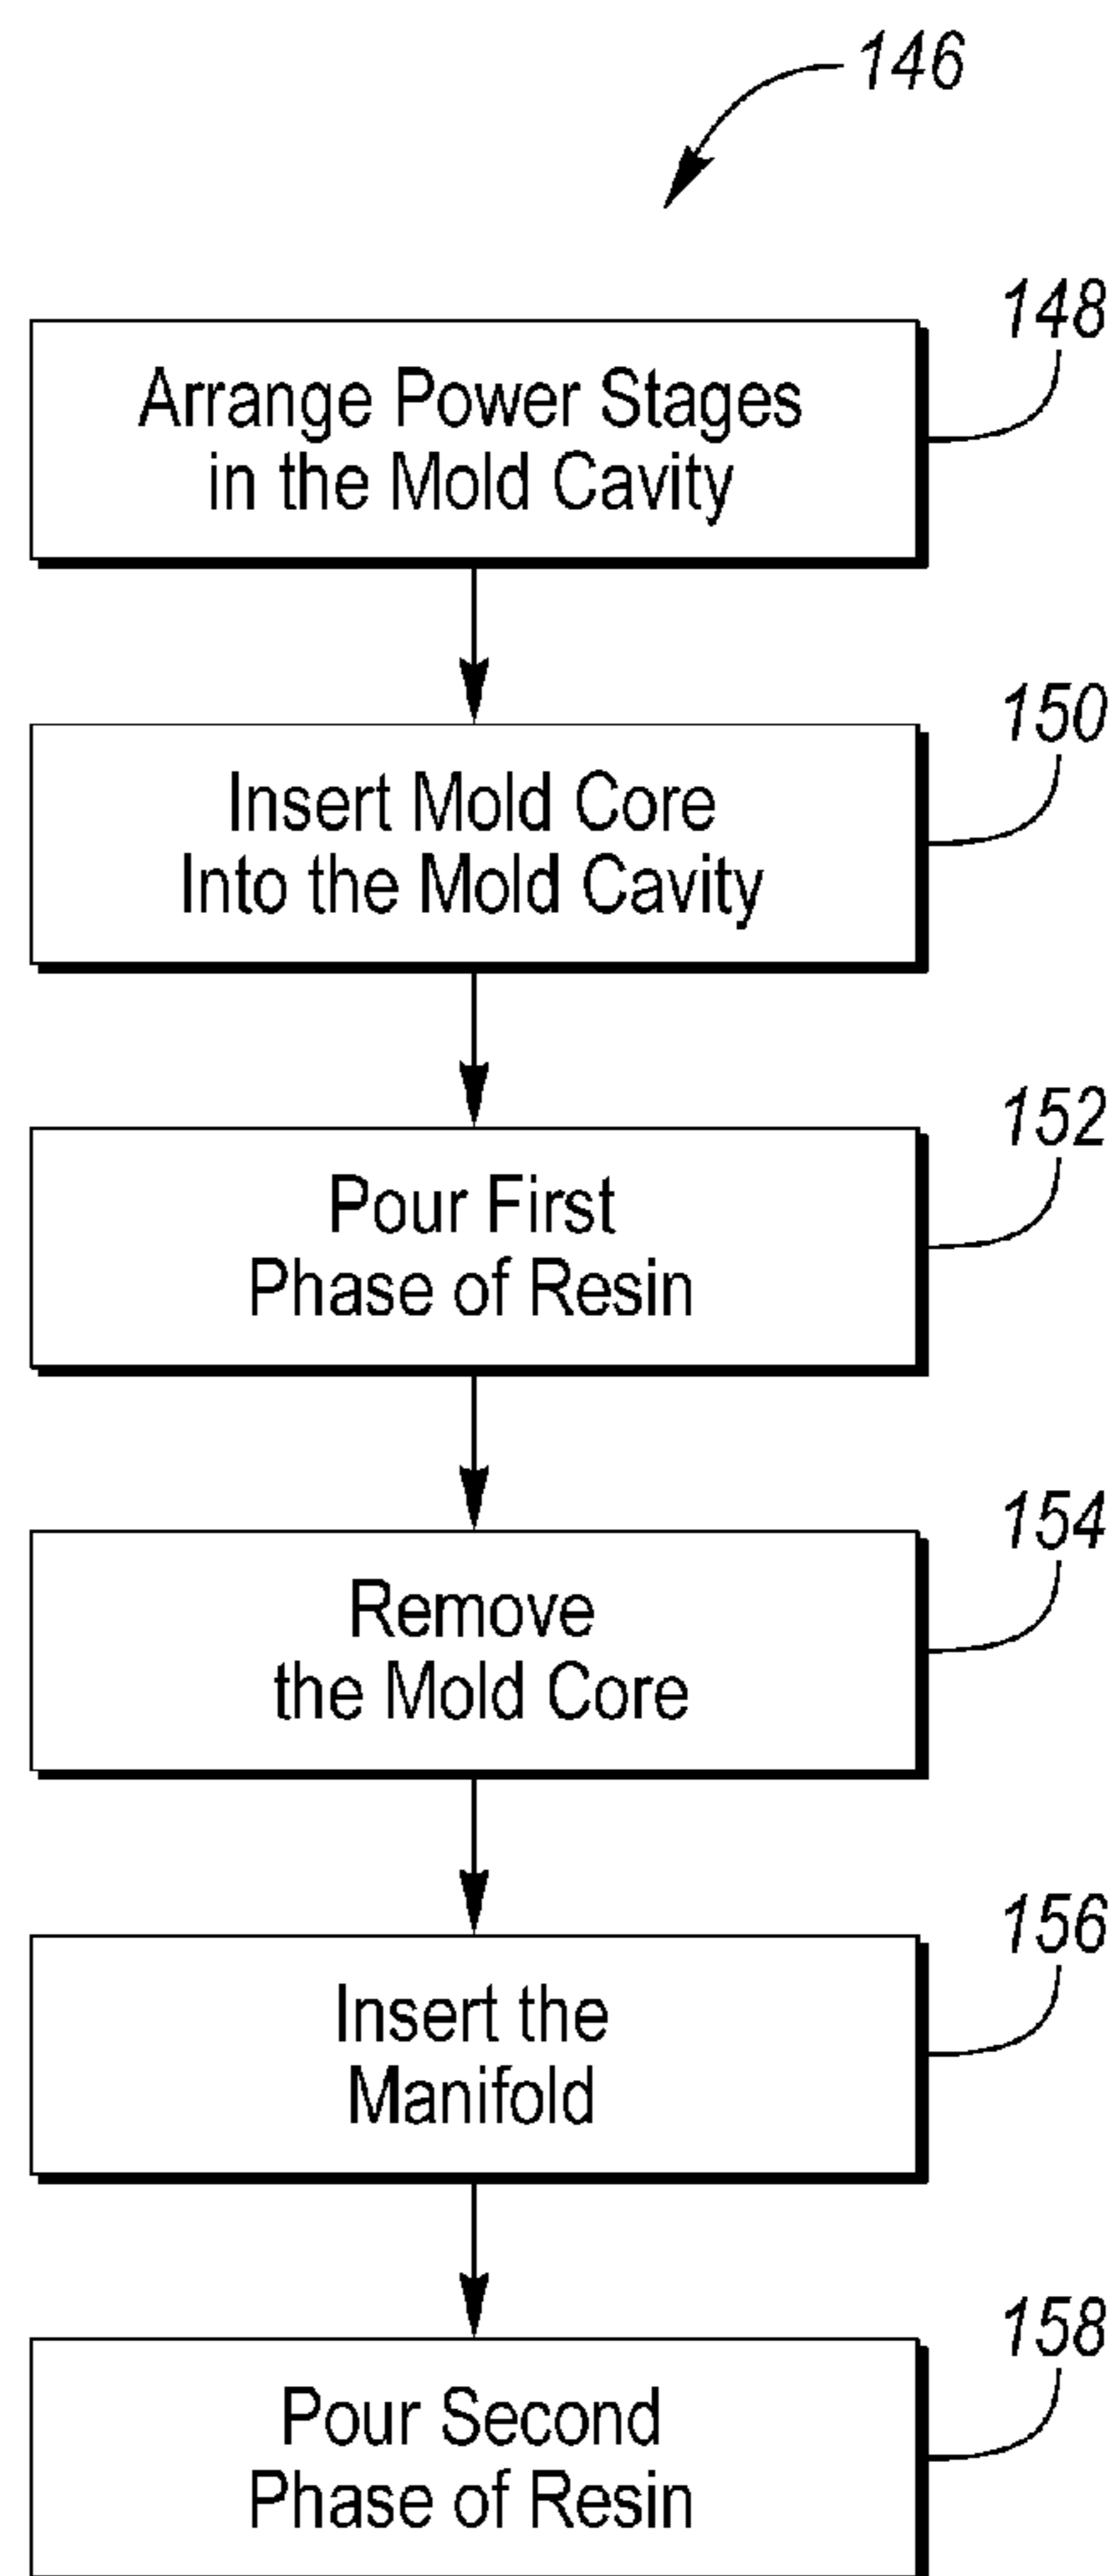 146
148
Arrange Power Stages
in the Mold Cavity
150
Insert Mold Core
Into the Mold Cavity
152
Pour First
Phase of Resin
154
Remove
the Mold Core
156
Insert the
Manifold
158
Pour Second
Phase of Resin